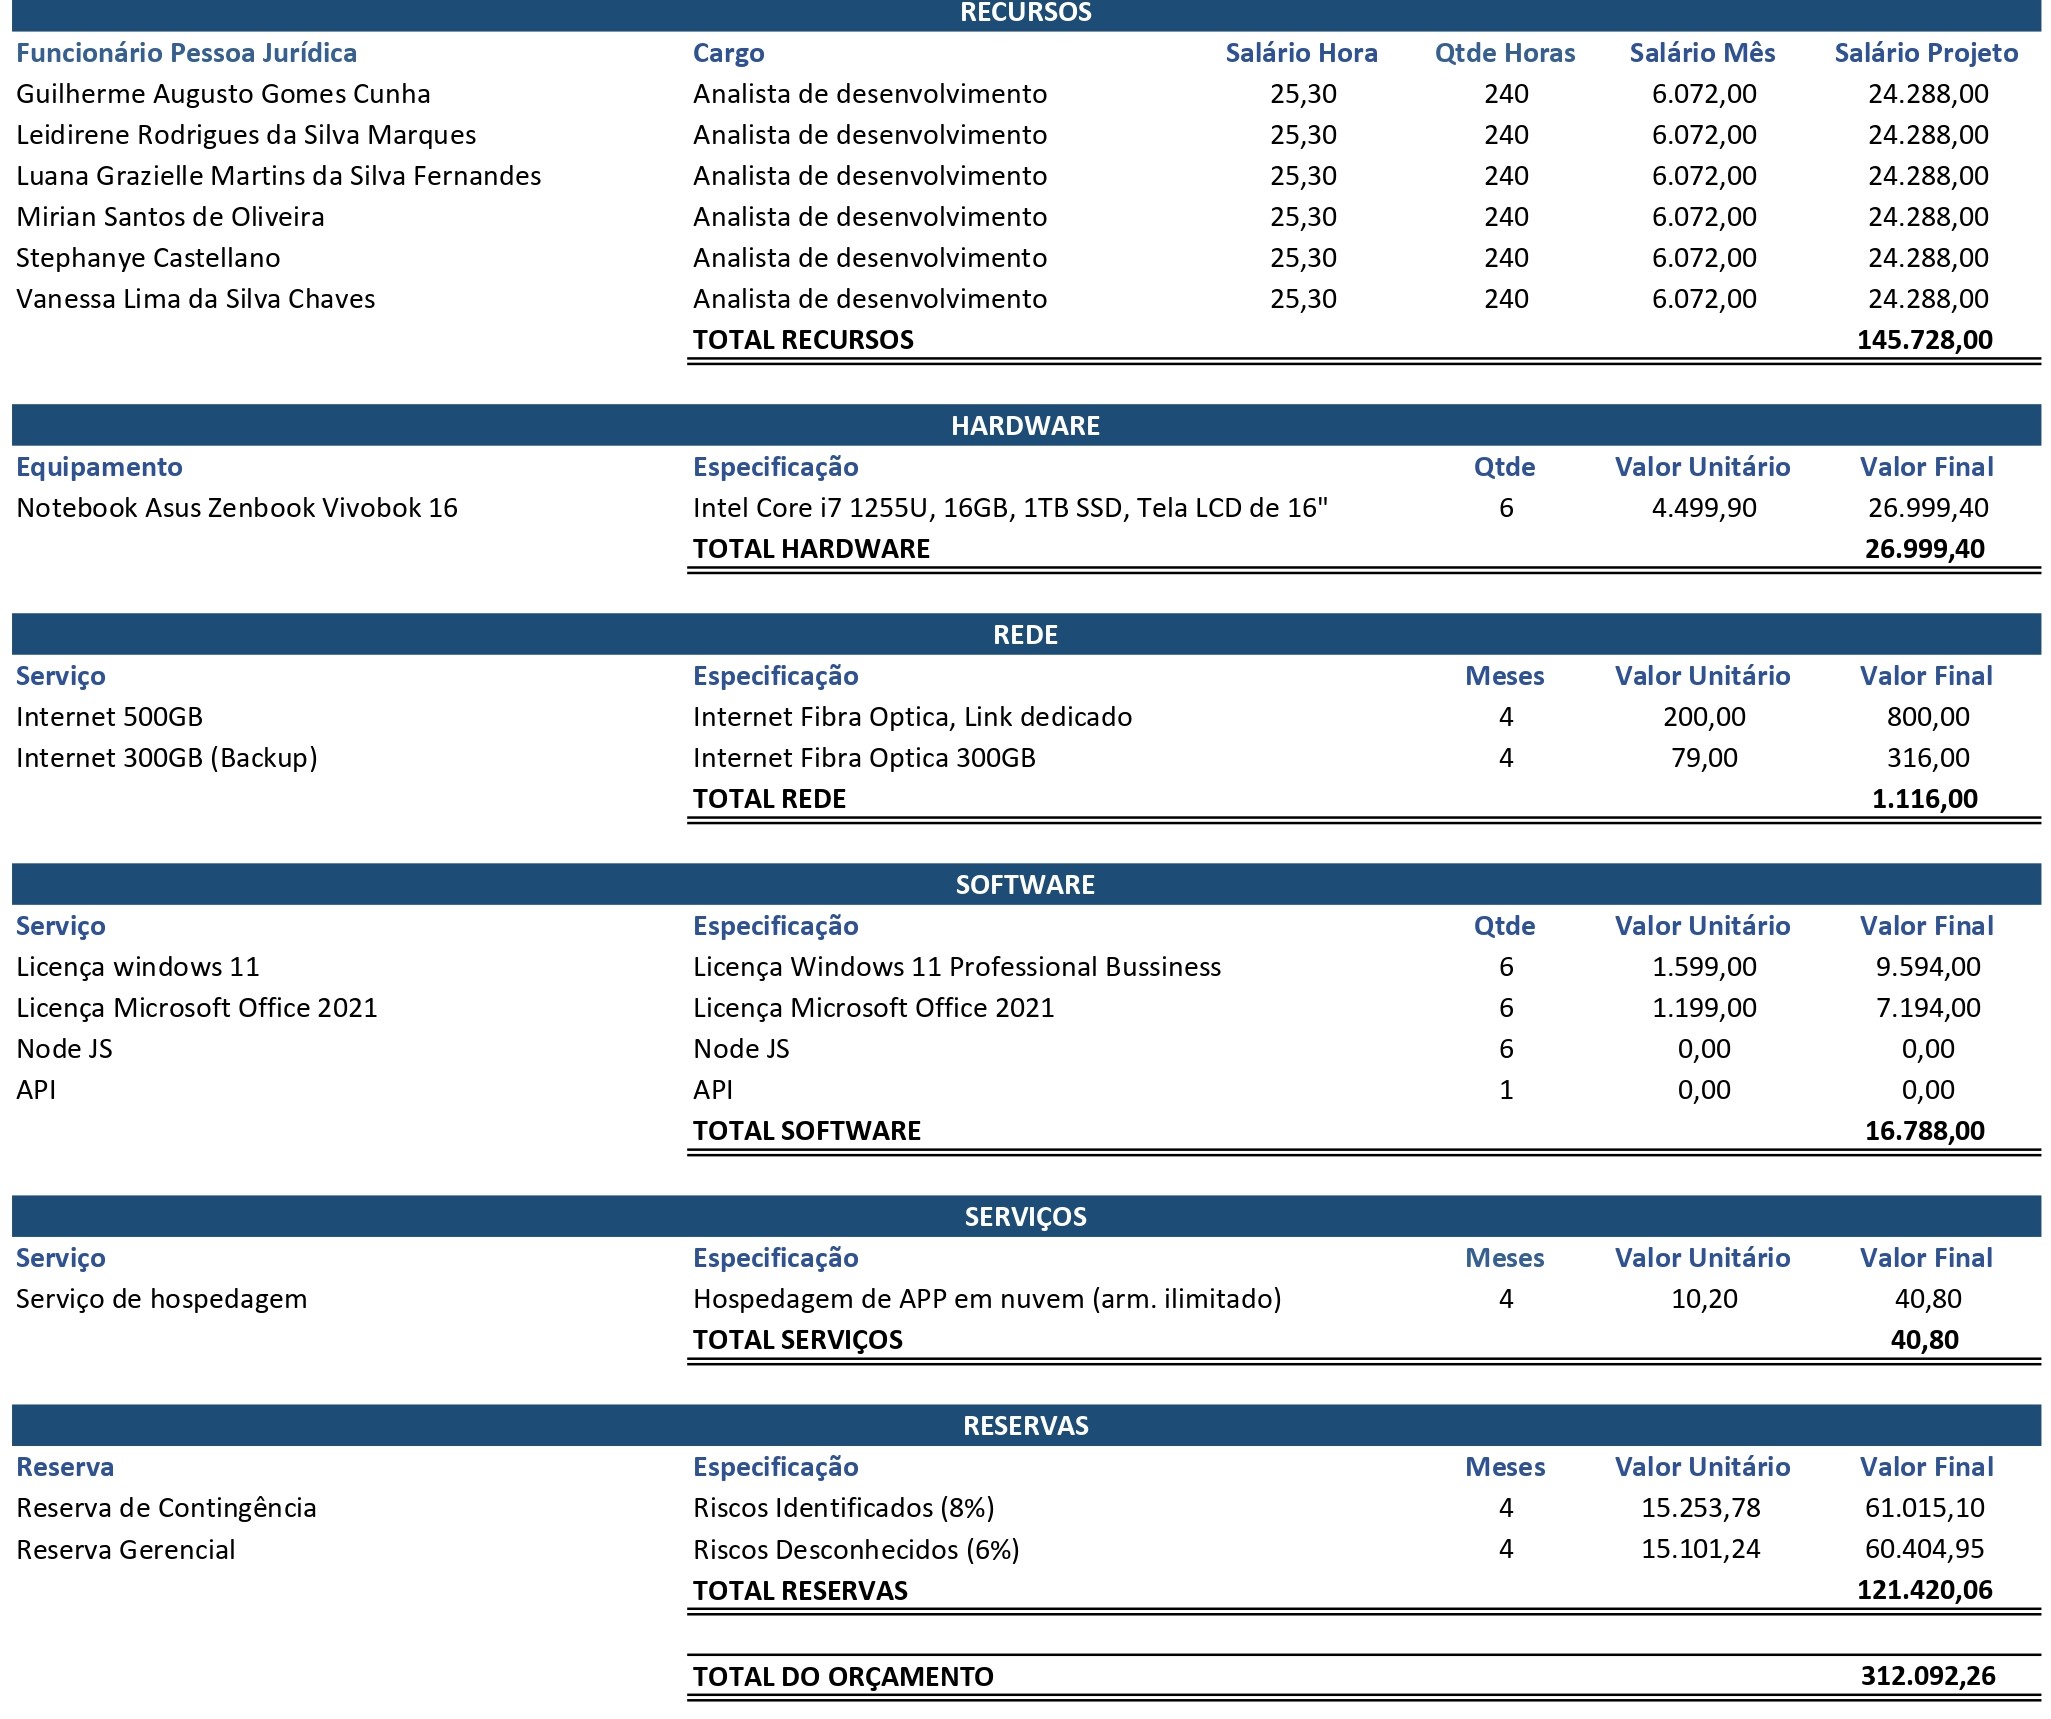 RECURSOS
Funcionário Pessoa Jurídica Cargo Salário Hora Qtde Horas Salário Mês Salário Projeto
Guilherme Augusto Gomes Cunha Analista de desenvolvimento 25,30 240 6.072,00 24.288,00
Leidirene Rodrigues da Silva Marques Analista de desenvolvimento 25,30 240 6.072,00 24.288,00
Luana Grazielle Martins da Silva Fernandes Analista de desenvolvimento 25,30 240 6.072,00 24.288,00
Mirian Santos de Oliveira Analista de desenvolvimento 25,30 240 6.072,00 24.288,00
Stephanye Castellano Analista de desenvolvimento 25,30 240 6.072,00 24.288,00
Vanessa Lima da Silva Chaves Analista de desenvolvimento 25,30 240 6.072,00 24.288,00
TOTAL RECURSOS 145.728,00
HARDWARE
Equipamento Especificação Qtde Valor Unitário Valor Final
Notebook Asus Zenbook Vivobok 16 Intel Core i7 1255U, 16GB, 1TB SSD, Tela LCD de 16" 6 4.499,90 26.999,40
TOTAL HARDWARE 26.999,40
REDE
Serviço Especificação Meses Valor Unitário Valor Final
Internet 500GB Internet Fibra Optica, Link dedicado 4 200,00 800,00
Internet 300GB (Backup) Internet Fibra Optica 300GB 4 79,00 316,00
TOTAL REDE 1.116,00
SOFTWARE
Serviço Especificação Qtde Valor Unitário Valor Final
Licença windows 11 Licença Windows 11 Professional Bussiness 6 1.599,00 9.594,00
Licença Microsoft Office 2021 Licença Microsoft Office 2021 6 1.199,00 7.194,00
Node JS Node JS 6 0,00 0,00
API API 1 0,00 0,00
TOTAL SOFTWARE 16.788,00
SERVIÇOS
Serviço Especificação Meses Valor Unitário Valor Final
Serviço de hospedagem Hospedagem de APP em nuvem (arm. ilimitado) 4 10,20 40,80
TOTAL SERVIÇOS 40,80
RESERVAS
Reserva Especificação Meses Valor Unitário Valor Final
Reserva de Contingência Riscos Identificados (8%) 4 15.253,78 61.015,10
Reserva Gerencial Riscos Desconhecidos (6%) 4 15.101,24 60.404,95
TOTAL RESERVAS 121.420,06
TOTAL DO ORÇAMENTO 312.092,26